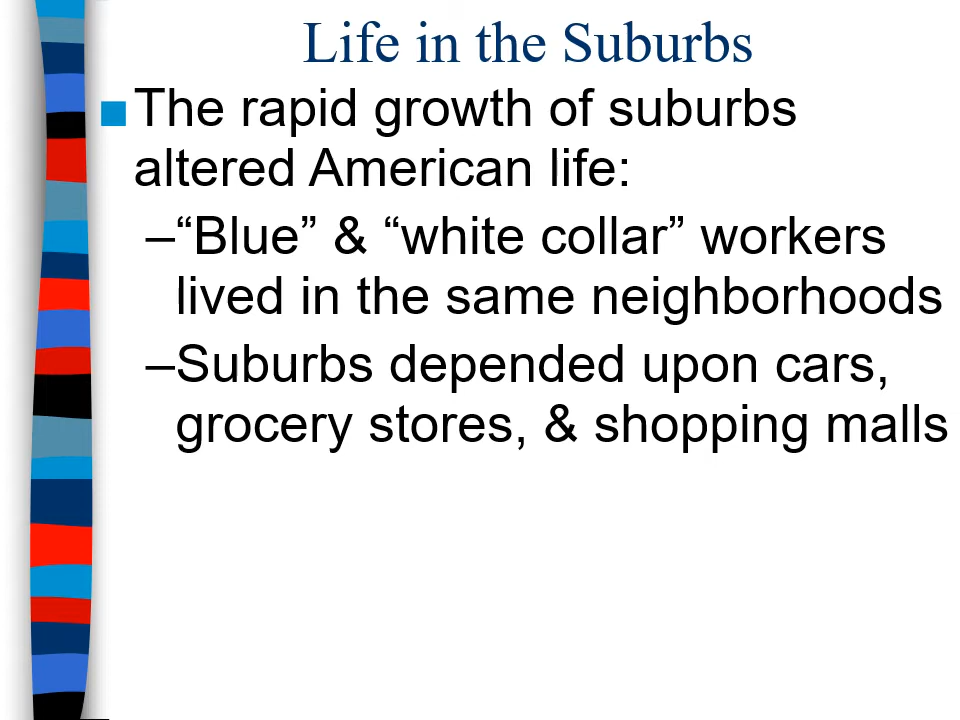 Life in the Suburbs
■The rapid growth of suburbs
altered American life:
–“Blue” & “white collar” workers
lived in the same neighborhoods
–Suburbs depended upon cars,
grocery stores, & shopping malls